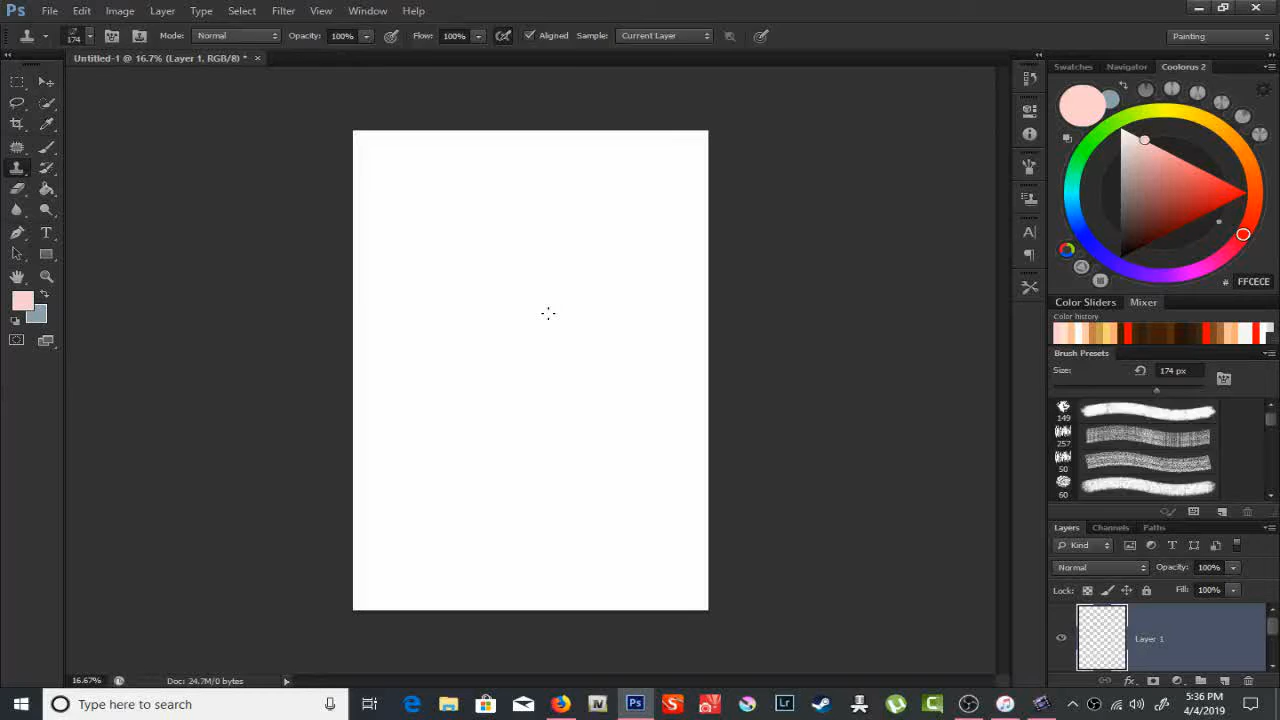 Ps File Edit Image Layer Type Select Filter View Window Help
174 Mode: Normal Opacity: 100% Flow: 100% Aligned Sample: Current Layer Painting
Untitled-1 @ 16.7% (Layer 1, RGB/8) * ×
Swatches Navigator Coolorus 2
# FFCECE
Color Sliders Mixer
Color history
Brush Presets
Size: 174 px
149
257
50
60
Layers Channels Paths
Kind T
Normal Opacity: 100%
Lock: Fill: 100%
Layer 1
fx
16.67% Doc: 24.7M/0 bytes
Type here to search
Ps
Lr
5:36 PM
4/4/2019